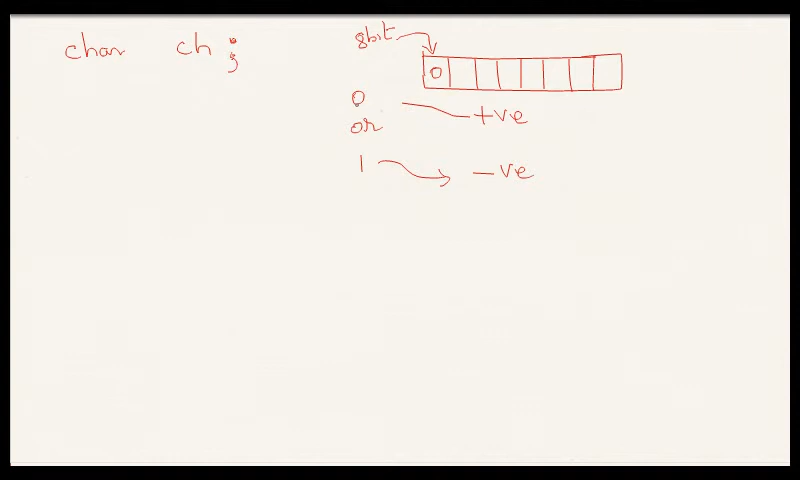 char ch ;
8bit
0
0 +ve
or
1 -ve